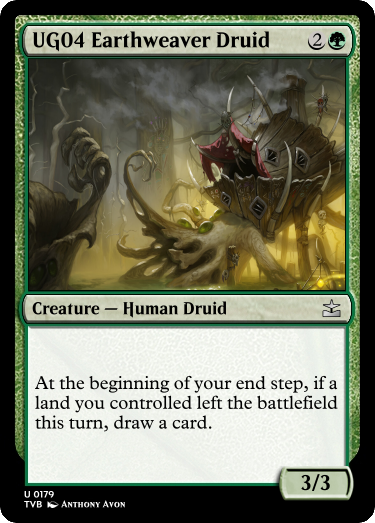 UG04 Earthweaver Druid 2
Creature — Human Druid
At the beginning of your end step, if a
land you controlled left the battlefield
this turn, draw a card.
3/3
U 0179
TVB Anthony Avon